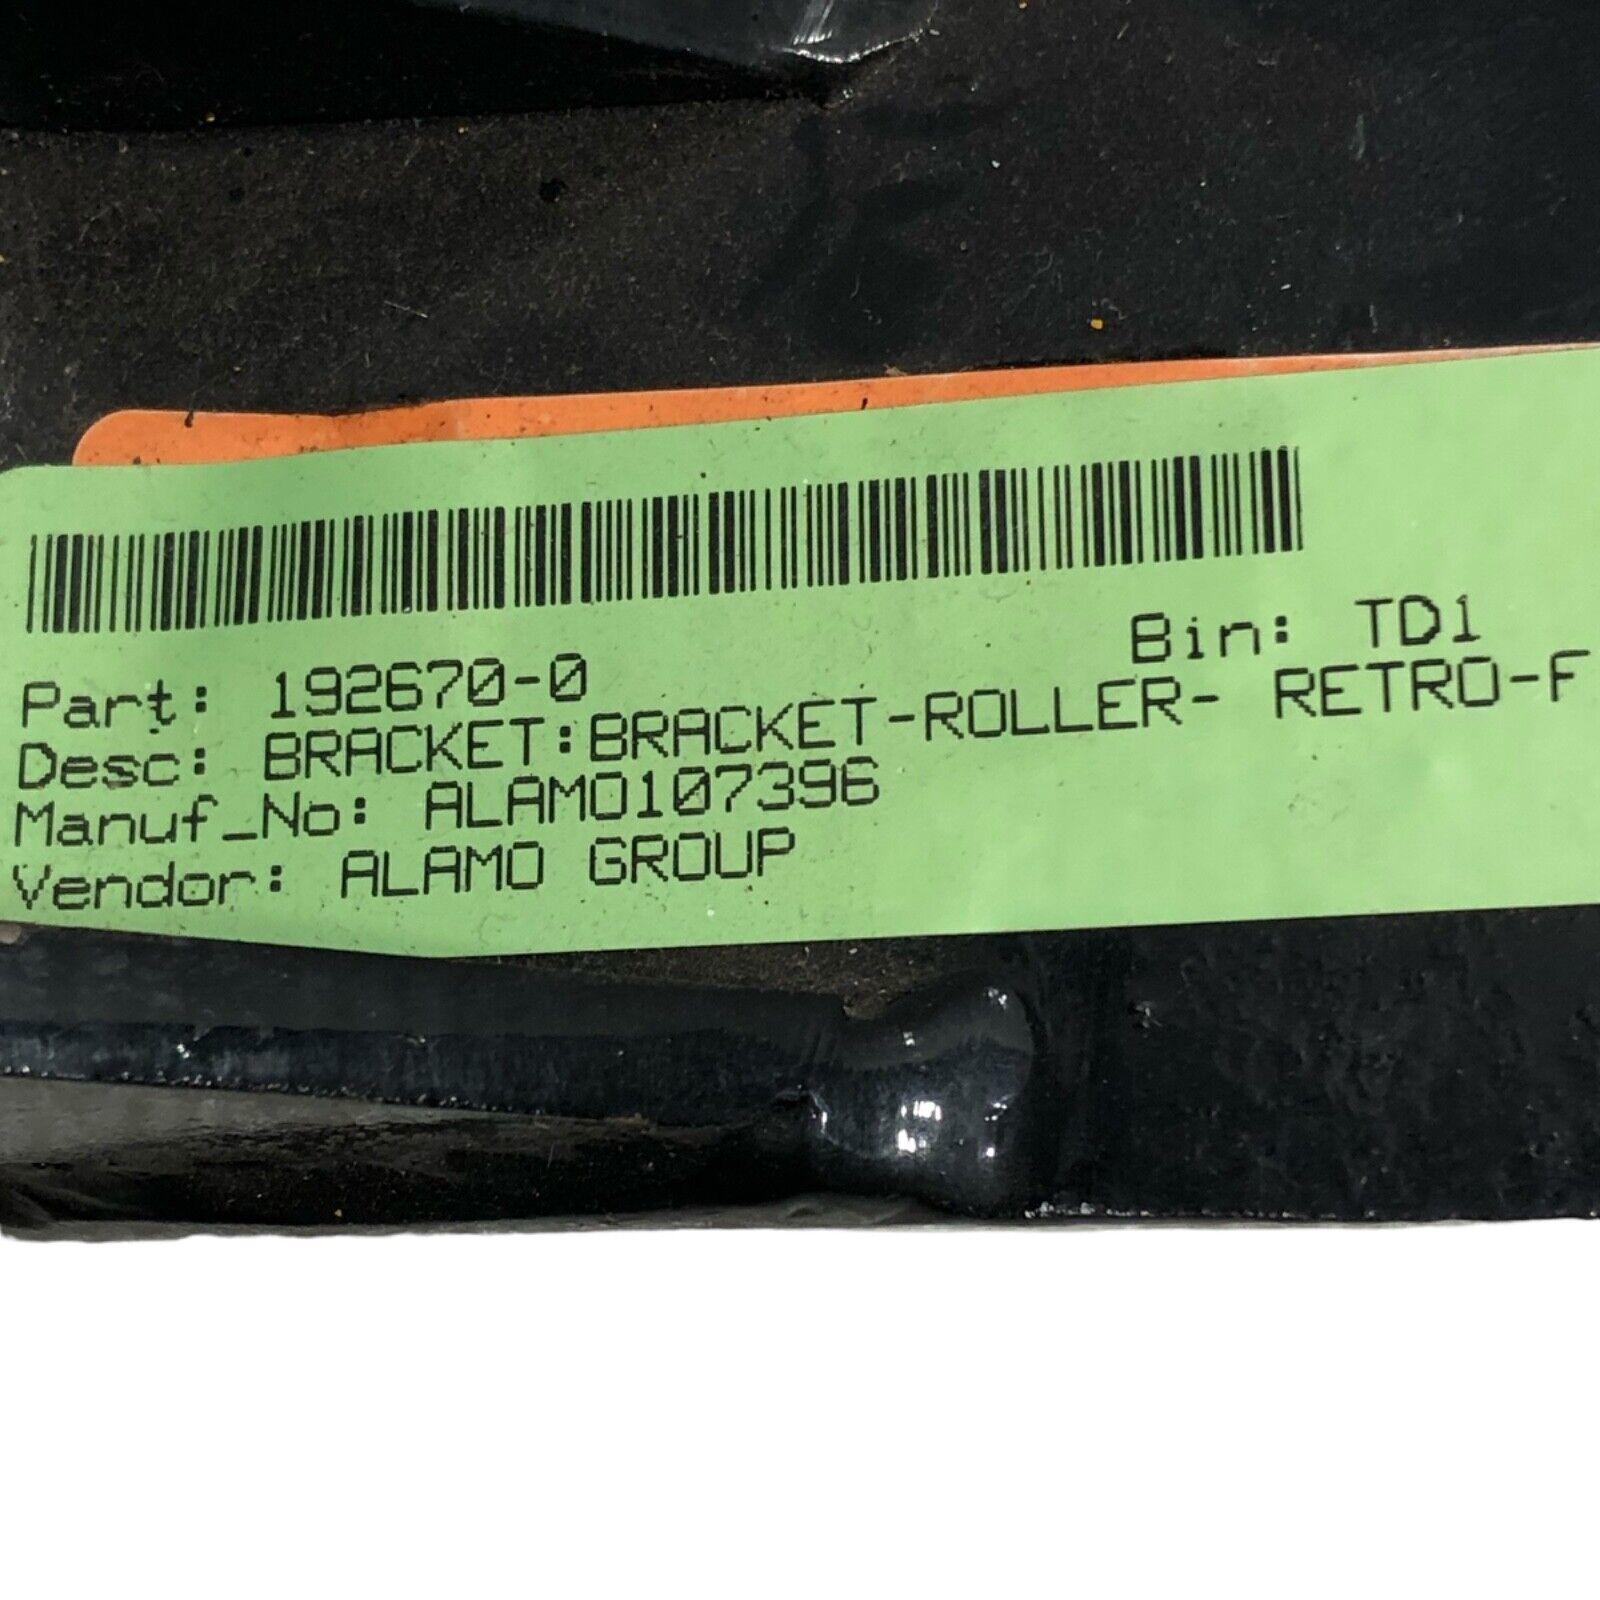 Part: 192670-0 Bin: TD1
Desc: BRACKET:BRACKET-ROLLER- RETRO-F
Manuf_No: ALAMO107396
Vendor: ALAMO GROUP